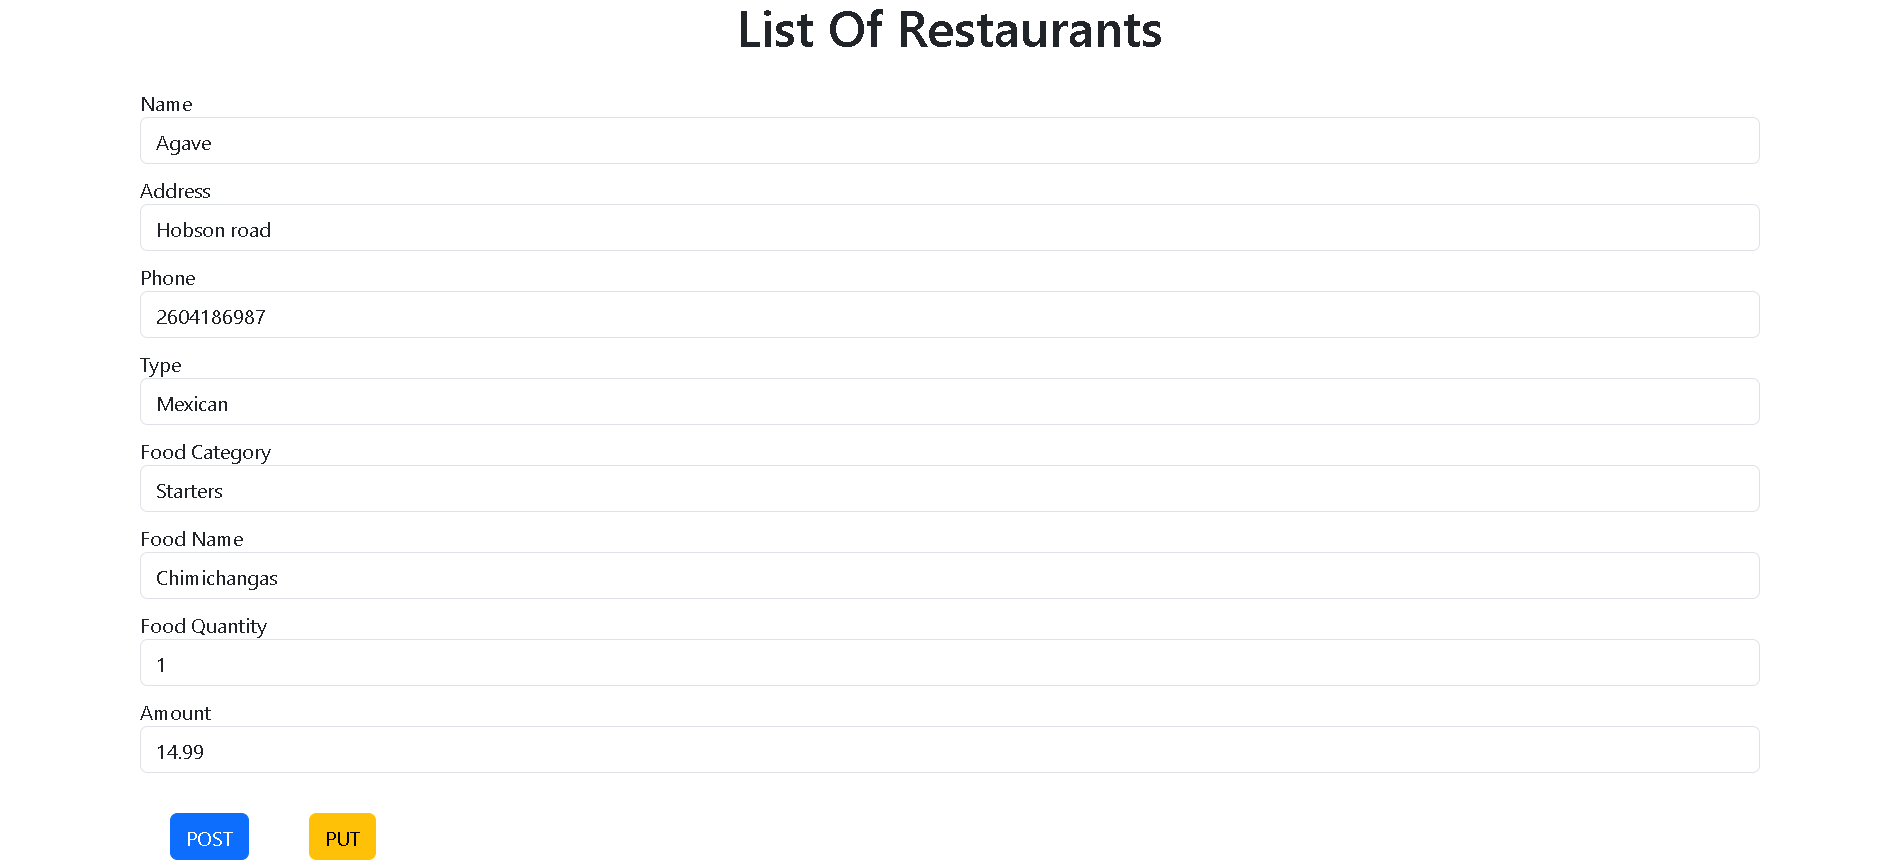 List Of Restaurants
Name
Agave
Address
Hobson road
Phone
2604186987
Type
Mexican
Food Category
Starters
Food Name
Chimichangas
Food Quantity
1
Amount
14.99
POST PUT